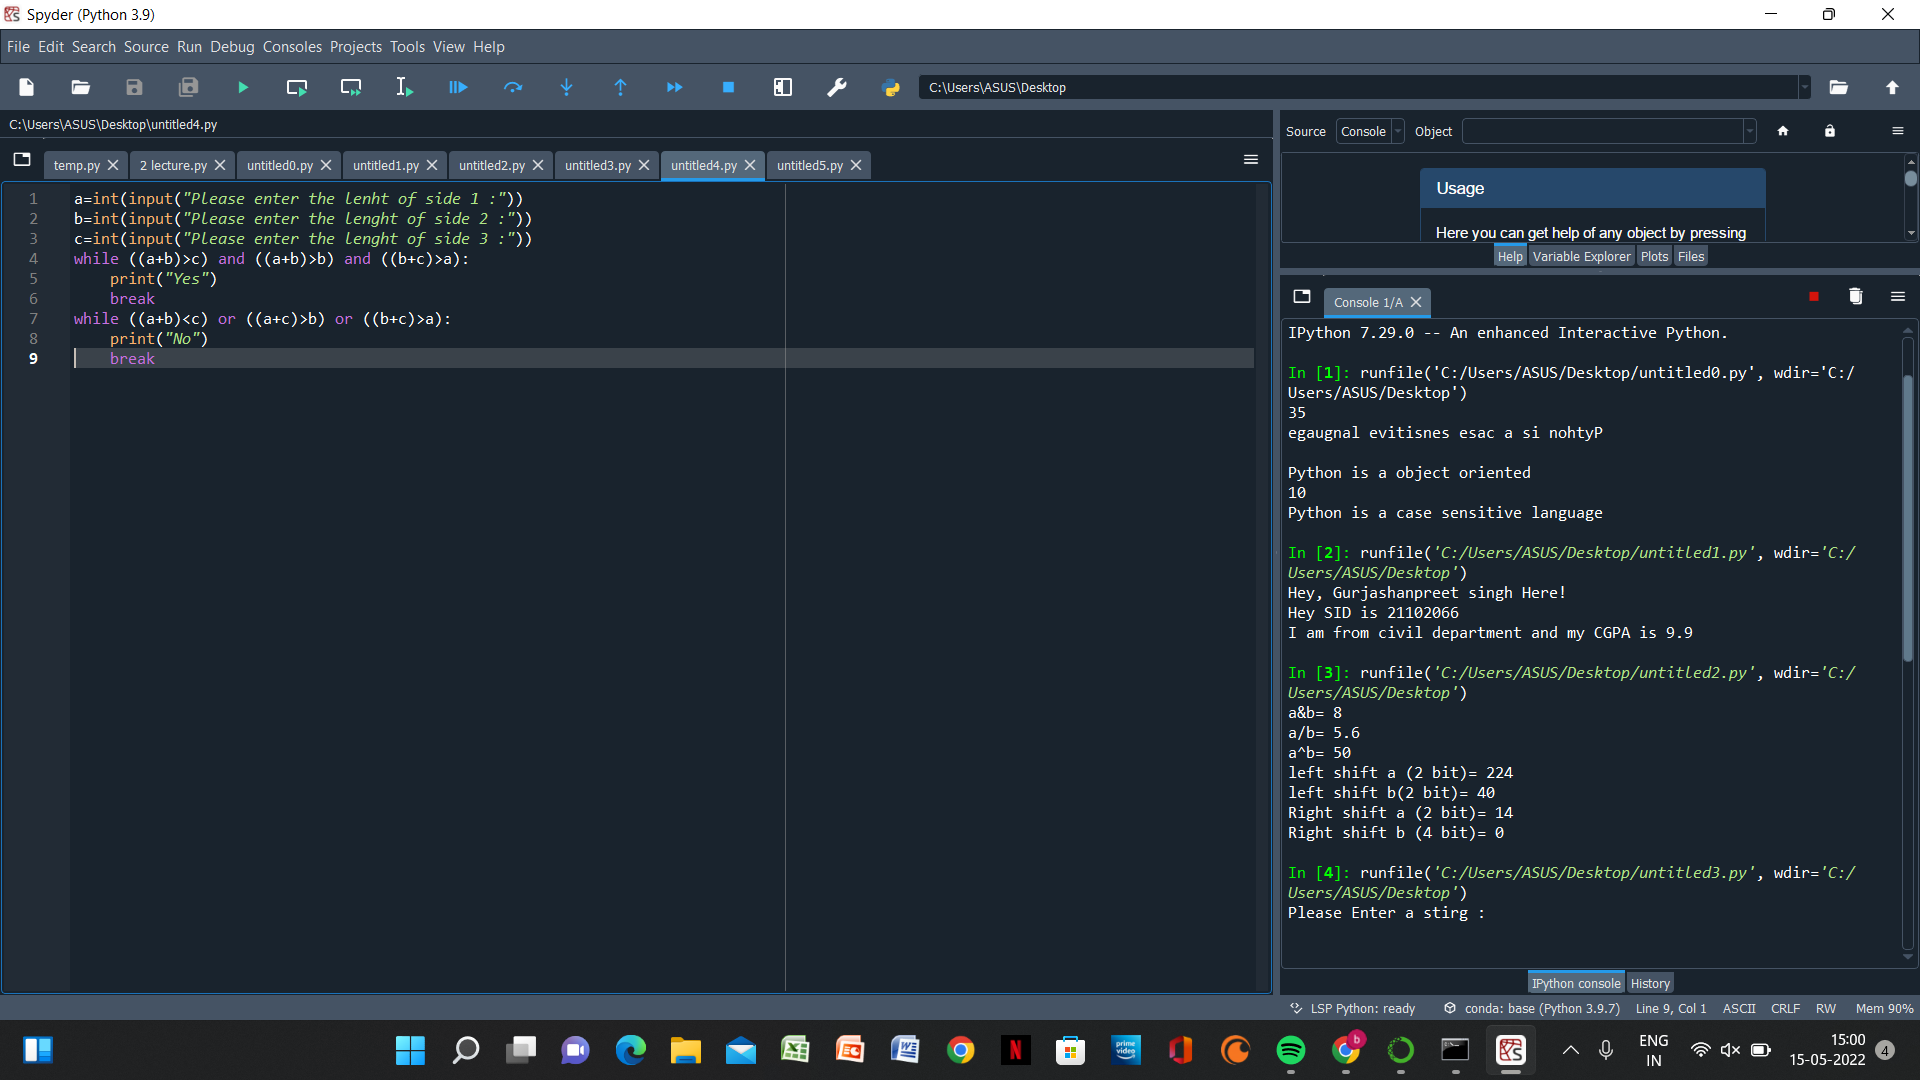 Spyder (Python 3.9)
File Edit Search Source Run Debug Consoles Projects Tools View Help
C:\Users\ASUS\Desktop
C:\Users\ASUS\Desktop\untitled4.py
temp.py 2 lecture.py untitled0.py untitled1.py untitled2.py untitled3.py untitled4.py untitled5.py
1 a=int(input("Please enter the lenht of side 1 :"))
2 b=int(input("Please enter the lenght of side 2 :"))
3 c=int(input("Please enter the lenght of side 3 :"))
4 while ((a+b)>c) and ((a+b)>b) and ((b+c)>a):
5 print("Yes")
6 break
7 while ((a+b)<c) or ((a+c)>b) or ((b+c)>a):
8 print("No")
9 break
Source Console Object
Usage
Here you can get help of any object by pressing
Help Variable Explorer Plots Files
Console 1/A
IPython 7.29.0 -- An enhanced Interactive Python.
In [1]: runfile('C:/Users/ASUS/Desktop/untitled0.py', wdir='C:/
Users/ASUS/Desktop')
35
egaugnal evitisnes esac a si nohtyP
Python is a object oriented
10
Python is a case sensitive language
In [2]: runfile('C:/Users/ASUS/Desktop/untitled1.py', wdir='C:/
Users/ASUS/Desktop')
Hey, Gurjashanpreet singh Here!
Hey SID is 21102066
I am from civil department and my CGPA is 9.9
In [3]: runfile('C:/Users/ASUS/Desktop/untitled2.py', wdir='C:/
Users/ASUS/Desktop')
a&b= 8
a/b= 5.6
a^b= 50
left shift a (2 bit)= 224
left shift b(2 bit)= 40
Right shift a (2 bit)= 14
Right shift b (4 bit)= 0
In [4]: runfile('C:/Users/ASUS/Desktop/untitled3.py', wdir='C:/
Users/ASUS/Desktop')
Please Enter a stirg :
IPython console History
LSP Python: ready conda: base (Python 3.9.7) Line 9, Col 1 ASCII CRLF RW Mem 90%
prime video
b
ENG
IN
15:00
15-05-2022
4